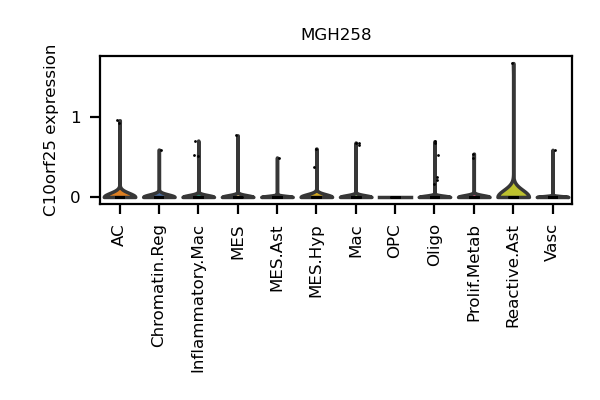 MGH258
C10orf25 expression
1
0
AC
Chromatin.Reg
Inflammatory.Mac
MES
MES.Ast
MES.Hyp
Mac
OPC
Oligo
Prolif.Metab
Reactive.Ast
Vasc